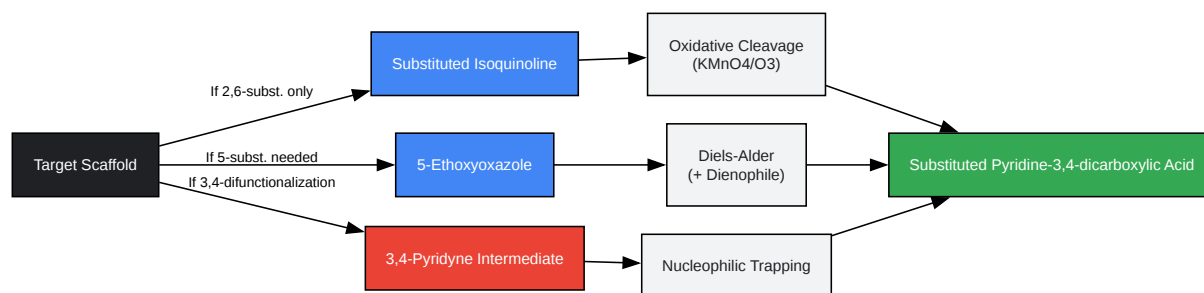 Target Scaffold
If 2,6-subst. only
If 5-subst. needed
If 3,4-difunctionalization
Substituted Isoquinoline
5-Ethoxyoxazole
3,4-Pyridyne Intermediate
Oxidative Cleavage
(KMnO4/O3)
Diels-Alder
(+ Dienophile)
Nucleophilic Trapping
Substituted Pyridine-3,4-dicarboxylic Acid